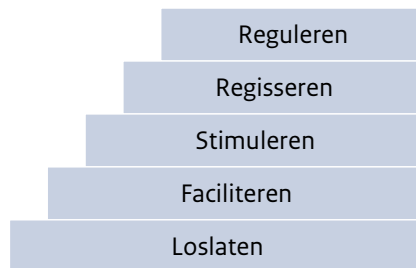 Reguleren
Regisseren
Stimuleren
Faciliteren
Loslaten